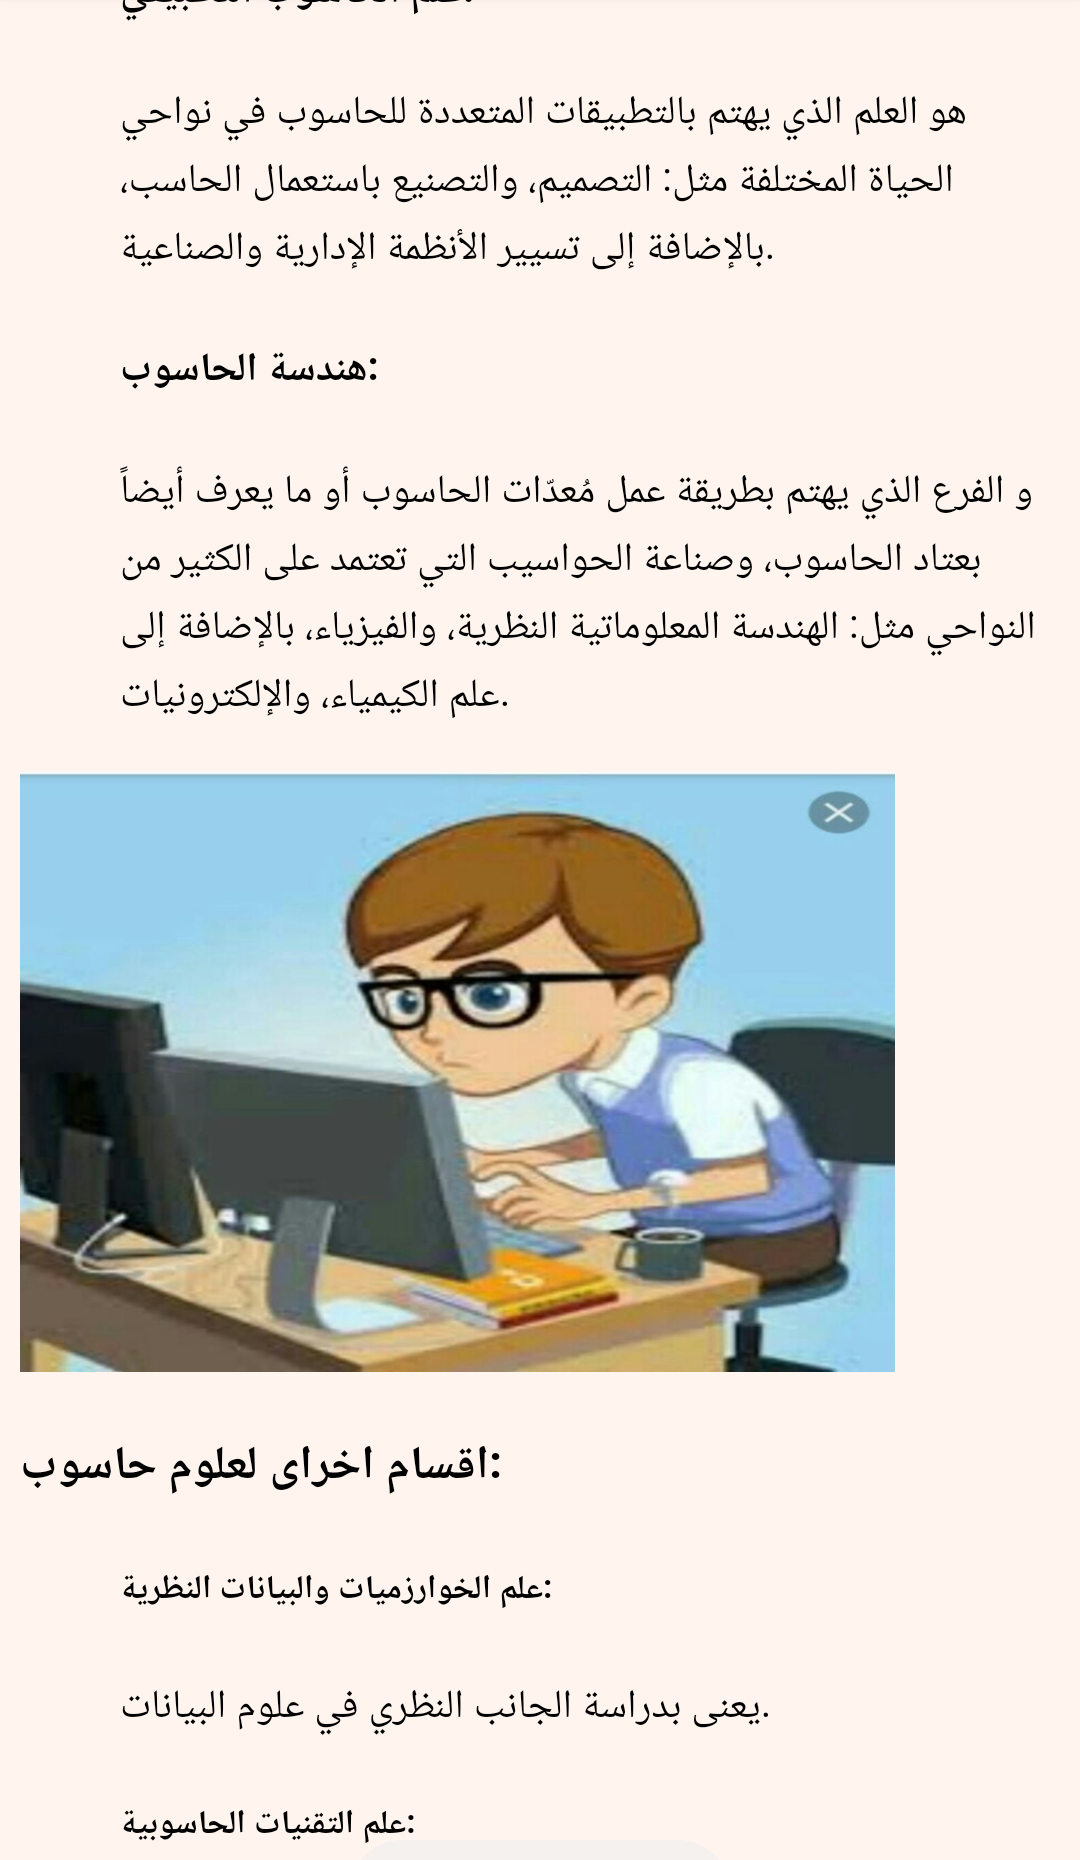 هو العلم الذي يهتم بالتطبيقات المتعددة للحاسوب في نواحي
الحياة المختلفة مثل: التصميم، والتصنيع باستعمال الحاسب،
بالإضافة إلى تسيير الأنظمة الإدارية والصناعية.
هندسة الحاسوب:
و الفرع الذي يهتم بطريقة عمل مُعدّات الحاسوب أو ما يعرف أيضاً
بعتاد الحاسوب، وصناعة الحواسيب التي تعتمد على الكثير من
النواحي مثل: الهندسة المعلوماتية النظرية، والفيزياء، بالإضافة إلى
علم الكيمياء، والإلكترونيات.
اقسام اخراى لعلوم حاسوب:
علم الخوارزميات والبيانات النظرية:
يعنى بدراسة الجانب النظري في علوم البيانات.
علم التقنيات الحاسوبية: